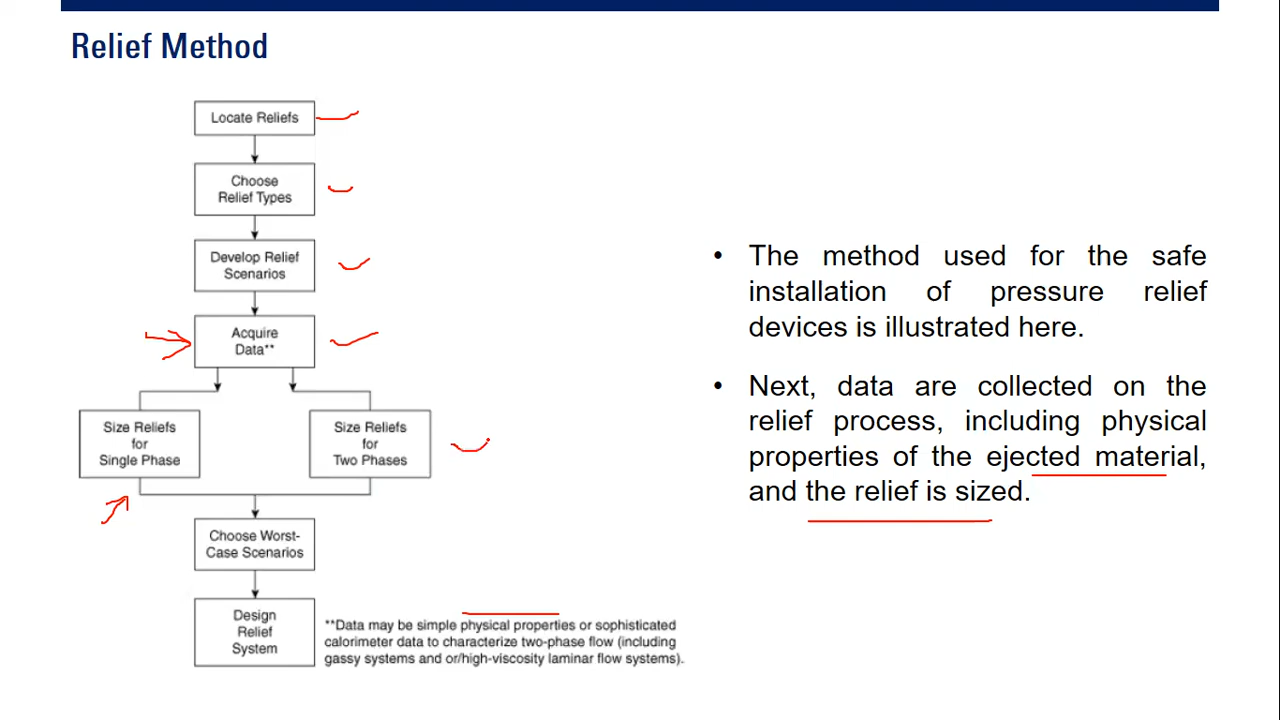 Relief Method
Locate Reliefs
Choose
Relief Types
Develop Relief
Scenarios
Acquire
Data**
Size Reliefs
for
Single Phase
Size Reliefs
for
Two Phases
Choose Worst-
Case Scenarios
Design
Relief
System
**Data may be simple physical properties or sophisticated
calorimeter data to characterize two-phase flow (including
gassy systems and or/high-viscosity laminar flow systems).
• The method used for the safe
installation of pressure relief
devices is illustrated here.
• Next, data are collected on the
relief process, including physical
properties of the ejected material,
and the relief is sized.